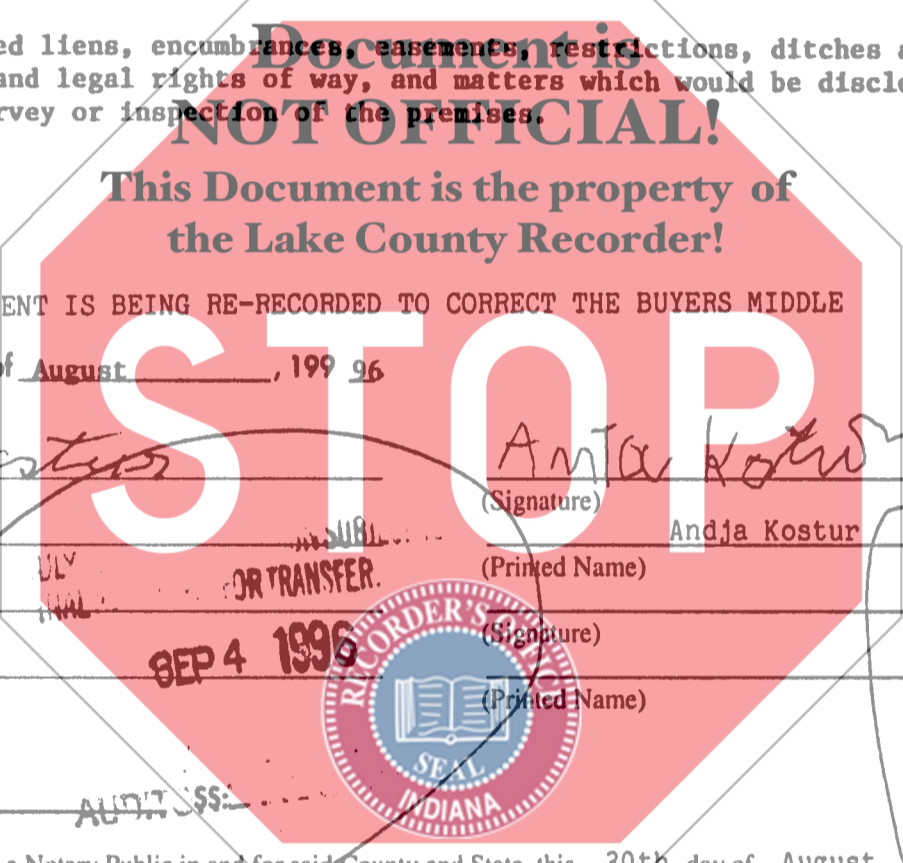 ed liens, encumbrances, easements, restrictions, ditches a
Document is
and legal rights of way, and matters which would be disclo
rvey or inspection of the premises.
NOT OFFICIAL!
This Document is the property of
the Lake County Recorder!
ENT IS BEING RE-RECORDED TO CORRECT THE BUYERS MIDDLE
STOP
of August , 199 96
(Signature)
Andja Kostur
(Printed Name)
OR TRANSFER.
(Signature)
SEP 4 1996
(Printed Name)
RECORDER'S OFFICE
SEAL
INDIANA
SS:
a Notary Public in and for said County and State, this 30th day of August